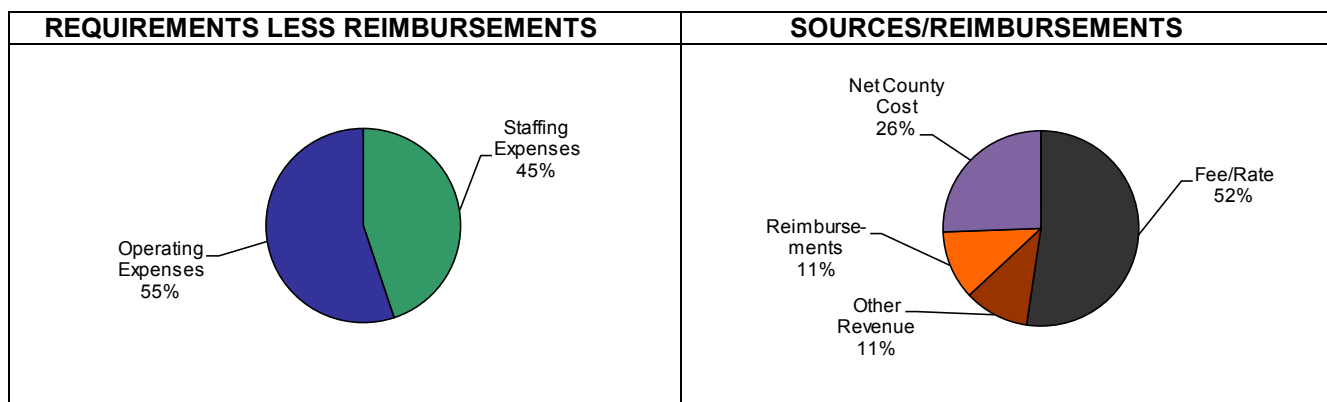 REQUIREMENTS LESS REIMBURSEMENTS
Staffing
Expenses
45%
Operating
Expenses
55%
SOURCES/REIMBURSEMENTS
Net County
Cost
26%
Fee/Rate
52%
Reimburse-
ments
11%
Other
Revenue
11%